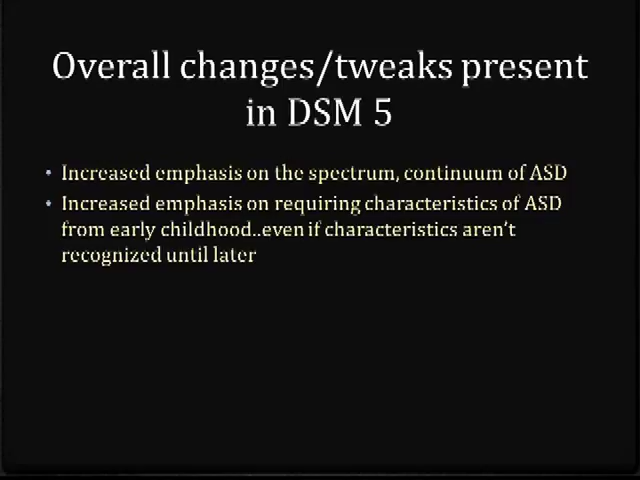 Overall changes/tweaks present
in DSM 5
• Increased emphasis on the spectrum, continuum of ASD
• Increased emphasis on requiring characteristics of ASD
from early childhood..even if characteristics aren't
recognized until later